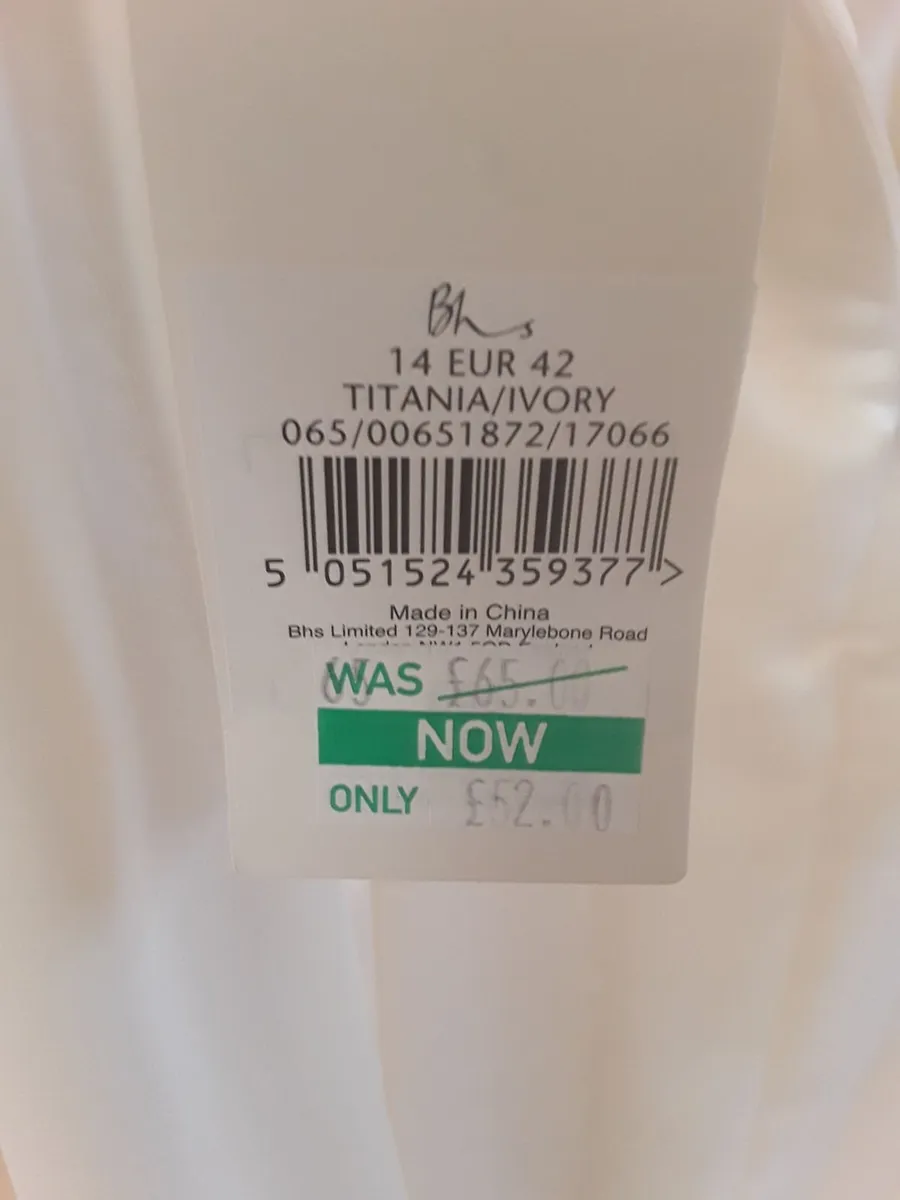 Bhs
14 EUR 42
TITANIA/IVORY
065/00651872/17066
5 051524 359377 >
Made in China
Bhs Limited 129-137 Marylebone Road
WAS £65.00
NOW
ONLY £52.00